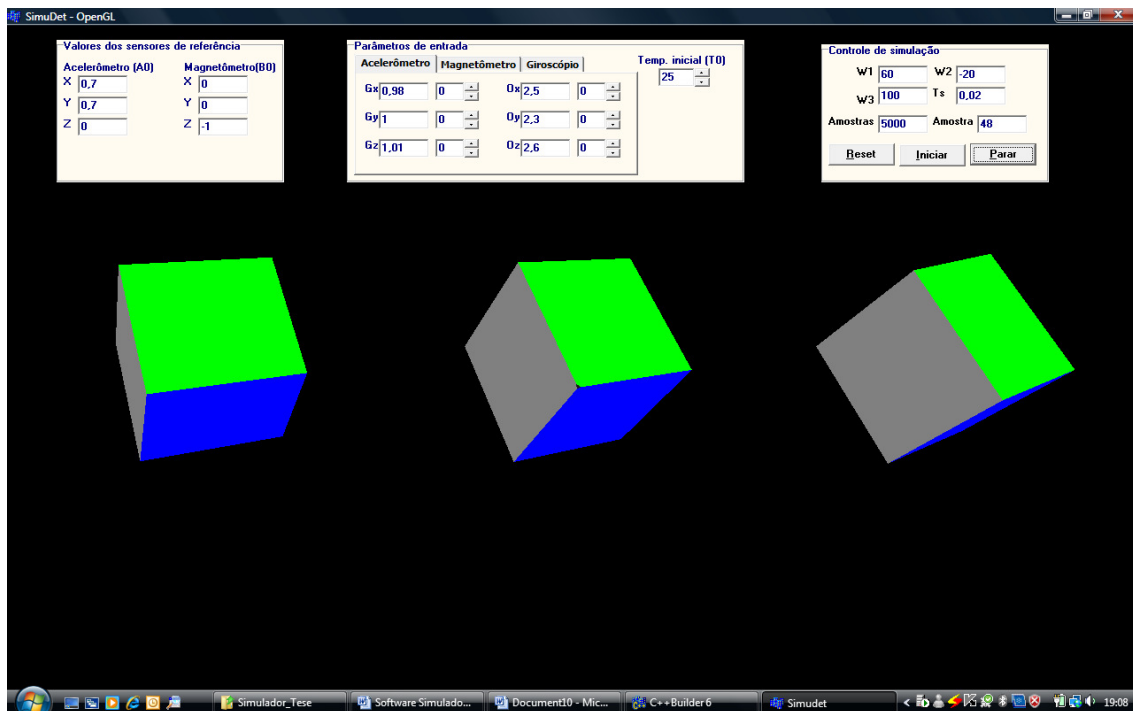 SimuDet - OpenGL
Valores dos sensores de referência
Acelerômetro (A0) Magnetômetro(B0)
X 0,7 X 0
Y 0,7 Y 0
Z 0 Z -1
Parâmetros de entrada
Acelerômetro Magnetômetro Giroscópio
Gx 0,98 0 Ox 2,5 0
Gy 1 0 Oy 2,3 0
Gz 1,01 0 Oz 2,6 0
Temp. inicial (T0)
25
Controle de simulação
W1 60 W2 -20
W3 100 Ts 0,02
Amostras 5000 Amostra 48
Reset Iniciar Parar
Simulador_Tese Software Simulado... Document10 - Mic... C++Builder 6 Simudet 19:08